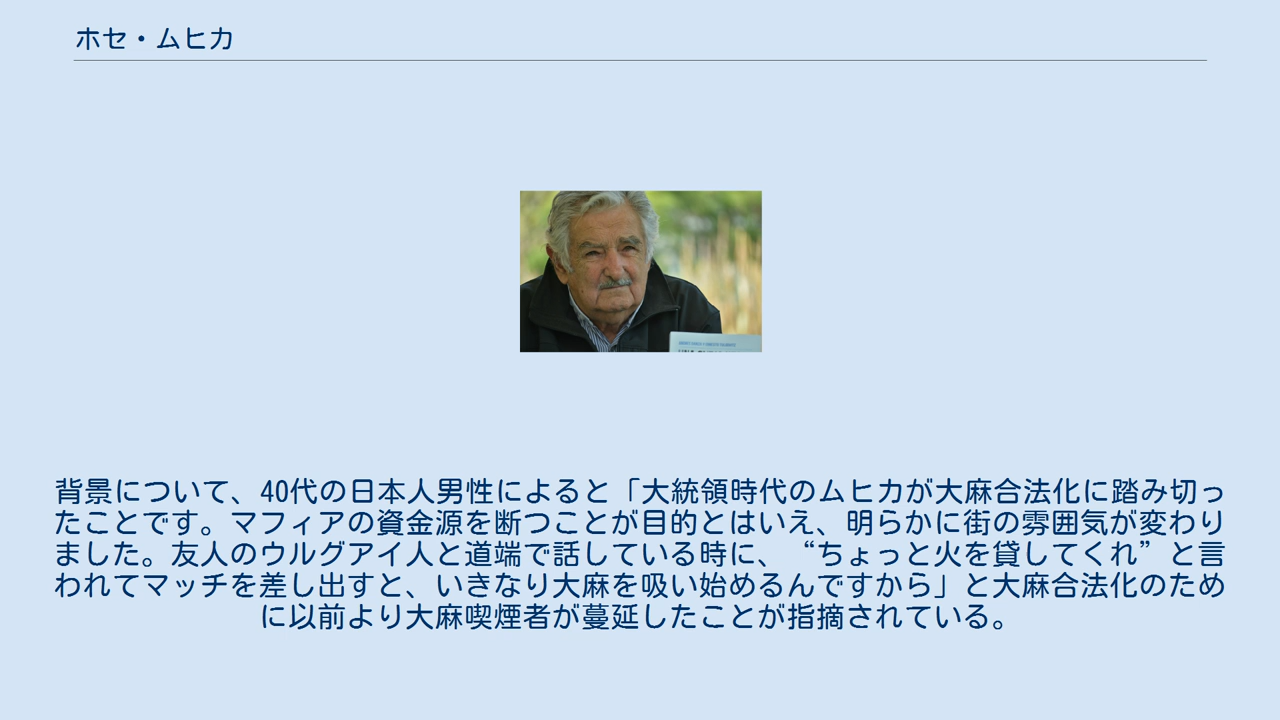 ホセ・ムヒカ
背景について、40代の日本人男性によると「大統領時代のムヒカが大麻合法化に踏み切っ
たことです。マフィアの資金源を断つことが目的とはいえ、明らかに街の雰囲気が変わり
ました。友人のウルグアイ人と道端で話している時に、“ちょっと火を貸してくれ”と言
われてマッチを差し出すと、いきなり大麻を吸い始めるんですから」と大麻合法化のため
に以前より大麻喫煙者が蔓延したことが指摘されている。